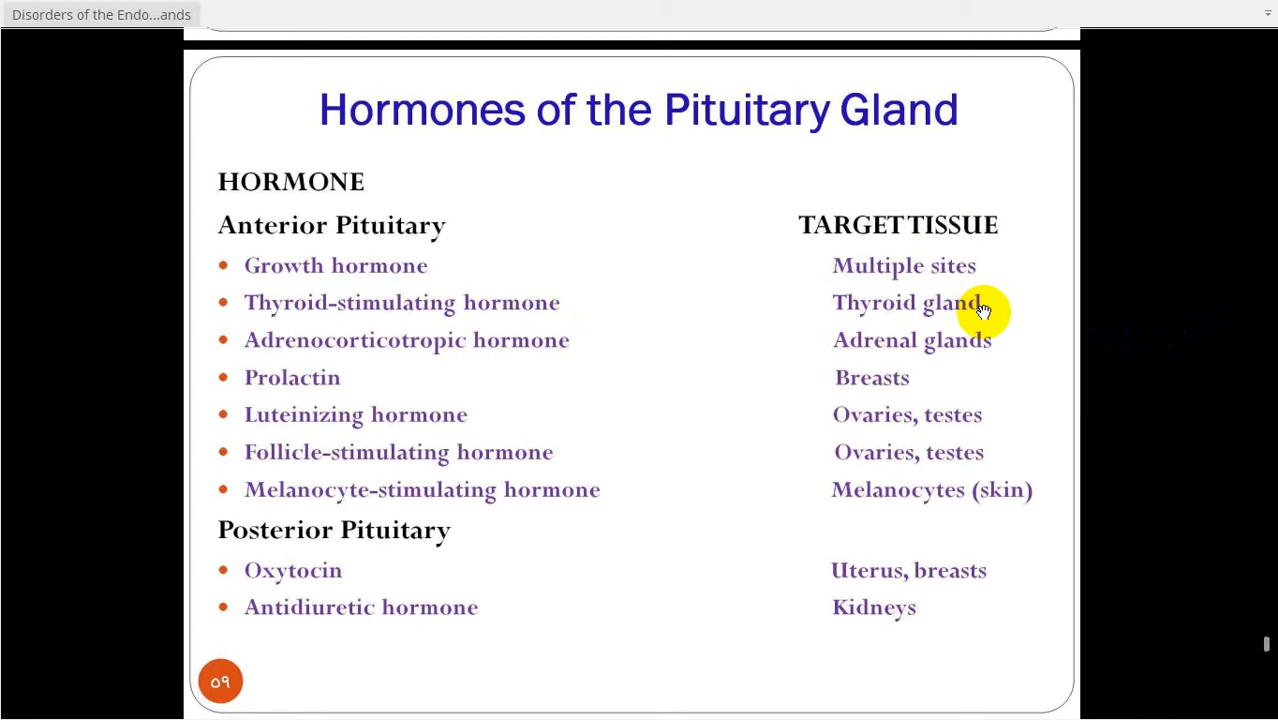 Disorders of the Endo...ands
Hormones of the Pituitary Gland
HORMONE
Anterior Pituitary TARGET TISSUE
• Growth hormone Multiple sites
• Thyroid-stimulating hormone Thyroid gland
• Adrenocorticotropic hormone Adrenal glands
• Prolactin Breasts
• Luteinizing hormone Ovaries, testes
• Follicle-stimulating hormone Ovaries, testes
• Melanocyte-stimulating hormone Melanocytes (skin)
Posterior Pituitary
• Oxytocin Uterus, breasts
• Antidiuretic hormone Kidneys
۵۹